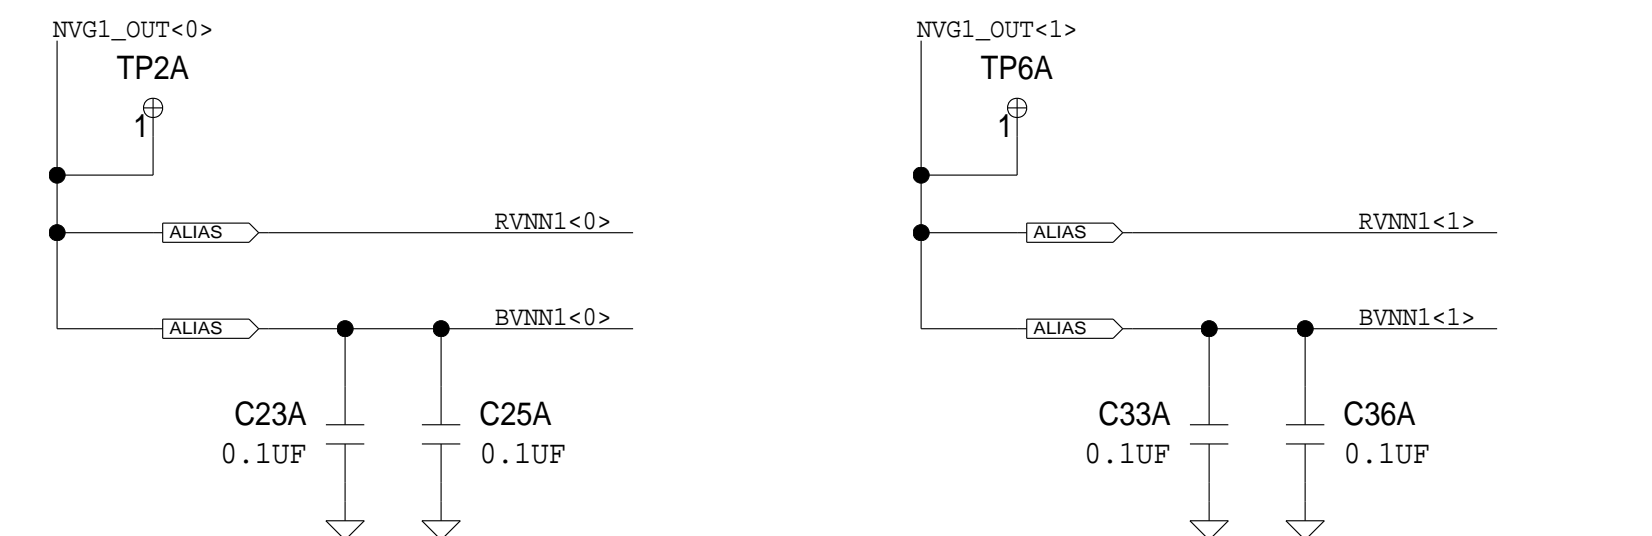 NVG1_OUT<0>
TP2A
1
ALIAS
RVNN1<0>
ALIAS
BVNN1<0>
C23A
0.1UF
C25A
0.1UF
NVG1_OUT<1>
TP6A
1
ALIAS
RVNN1<1>
ALIAS
BVNN1<1>
C33A
0.1UF
C36A
0.1UF